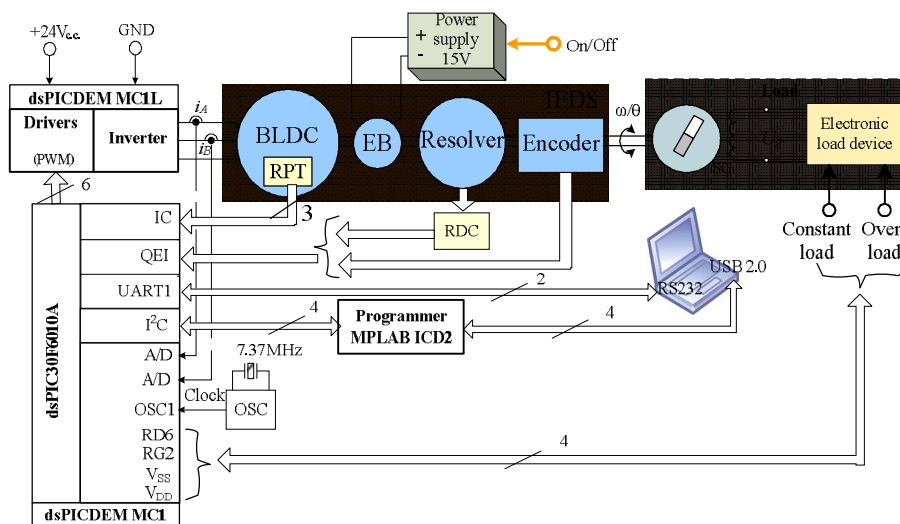 +24Vc.c.
GND
Power
supply
15V
+
-
On/Off
dsPICDEM MC1L
Drivers
(PWM)
Inverter
iA
iB
BLDC
RPT
EB
Resolver
IEDS
Encoder
ω/θ
Load
Electronic
load device
6
3
RDC
Constant
load
Over
load
dsPIC30F6010A
IC
QEI
UART1
I²C
A/D
A/D
OSC1
RD6
RG2
VSS
VDD
2
RS232
USB 2.0
4
Programmer
MPLAB ICD2
4
7.37MHz
Clock
OSC
4
dsPICDEM MC1